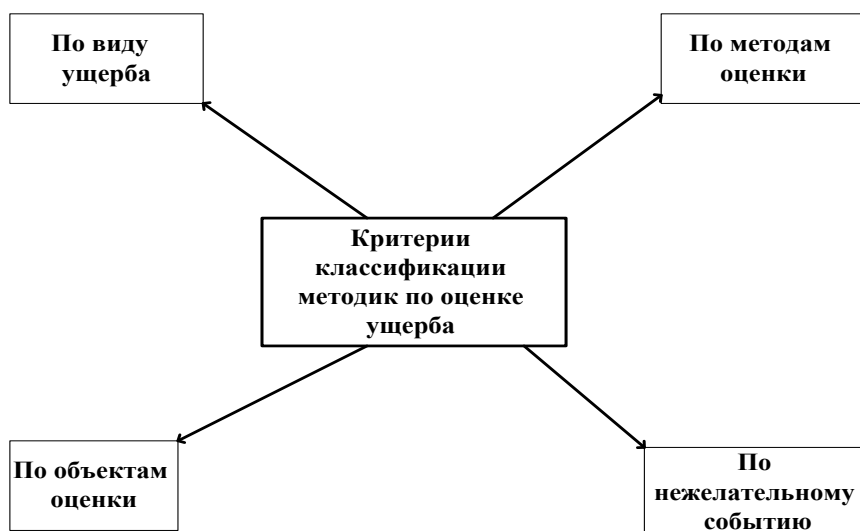 По виду
ущерба
По методам
оценки
Критерии
классификации
методик по оценке
ущерба
По объектам
оценки
По
нежелательному
событию